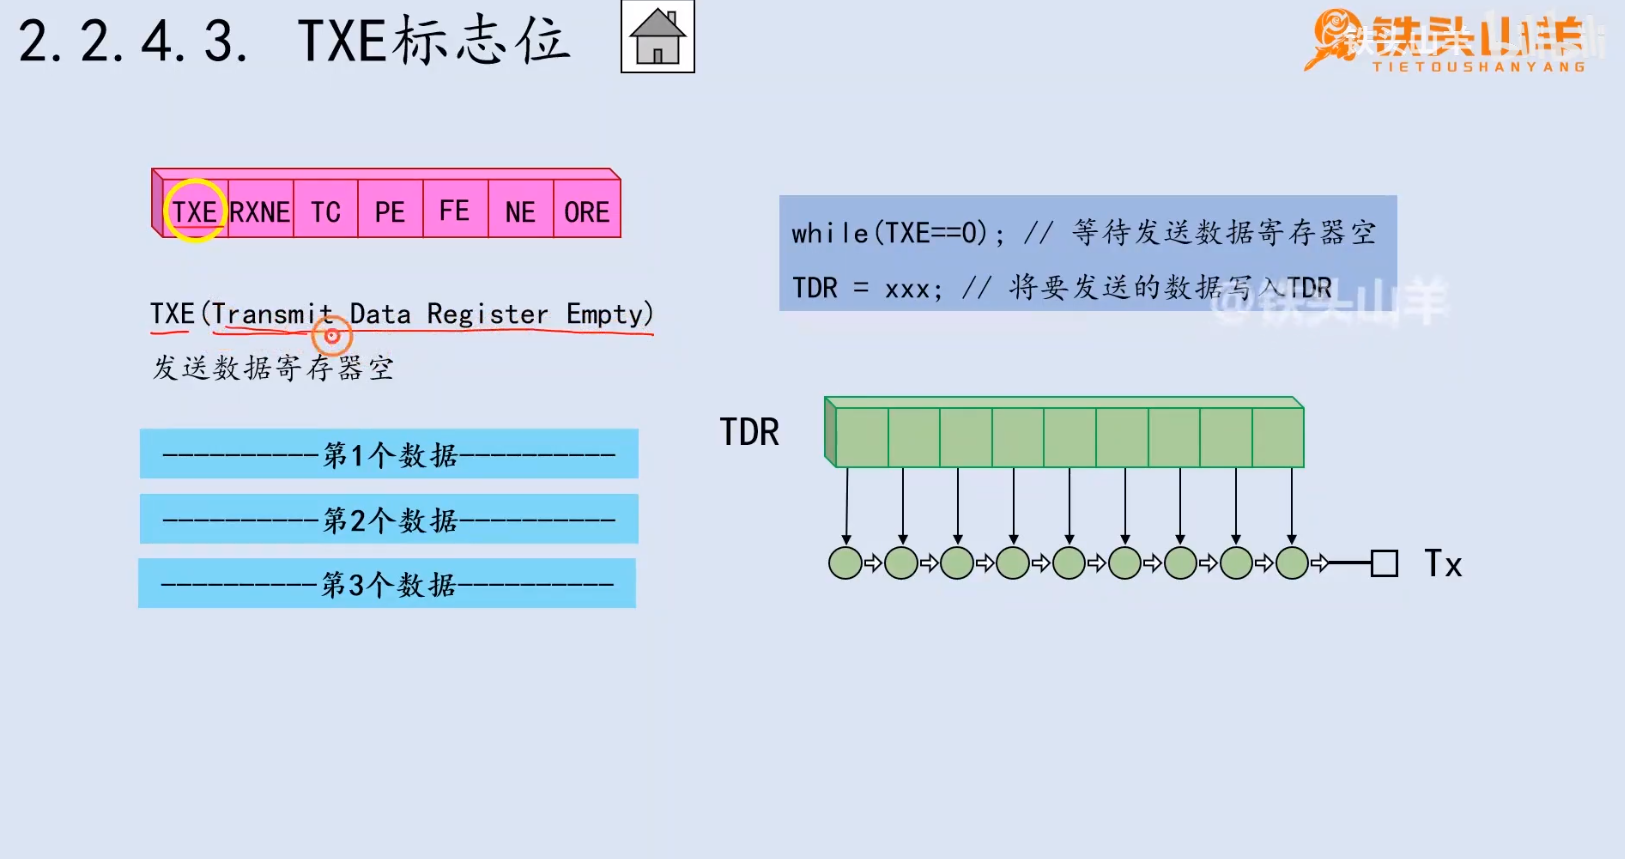 2.2.4.3. TXE标志位
铁头山羊
TIETOUSHANYANG
TXE RXNE TC PE FE NE ORE
while(TXE==0); // 等待发送数据寄存器空
TDR = xxx; // 将要发送的数据写入TDR
@铁头山羊
TXE(Transmit Data Register Empty)
发送数据寄存器空
TDR
----------第1个数据----------
----------第2个数据----------
----------第3个数据----------
Tx